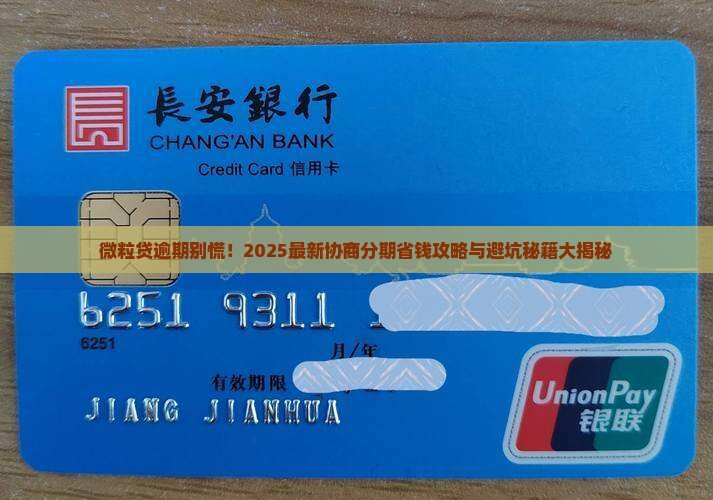 長安銀行
CHANG'AN BANK
Credit Card 信用卡
微粒贷逾期别慌！2025最新协商分期省钱攻略与避坑秘籍大揭秘
6251 9311
6251
月/年
有效期限
JIANG JIANHUA
UnionPay
银联